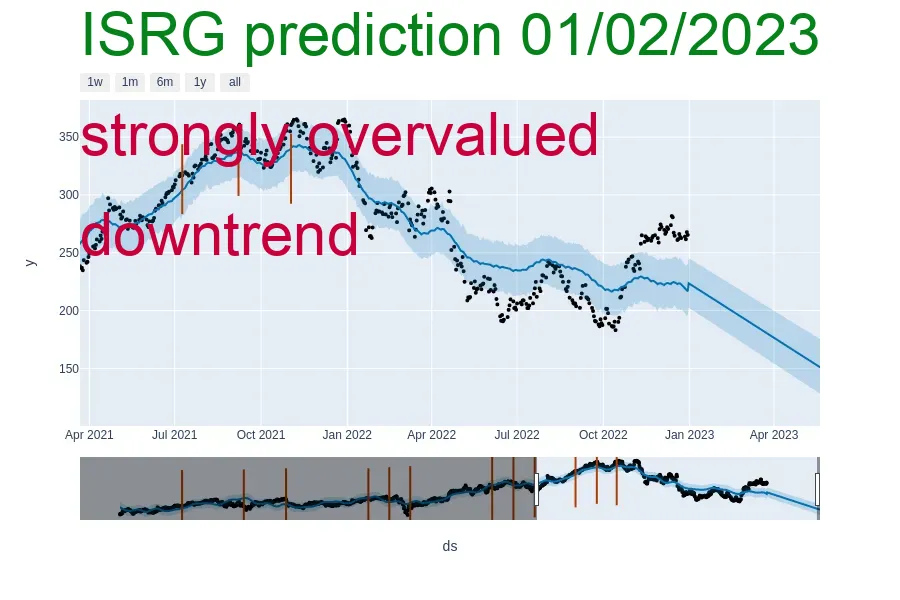 ISRG prediction 01/02/2023
1w 1m 6m 1y all
strongly overvalued
downtrend
350
300
250
200
150
y
Apr 2021 Jul 2021 Oct 2021 Jan 2022 Apr 2022 Jul 2022 Oct 2022 Jan 2023 Apr 2023
ds